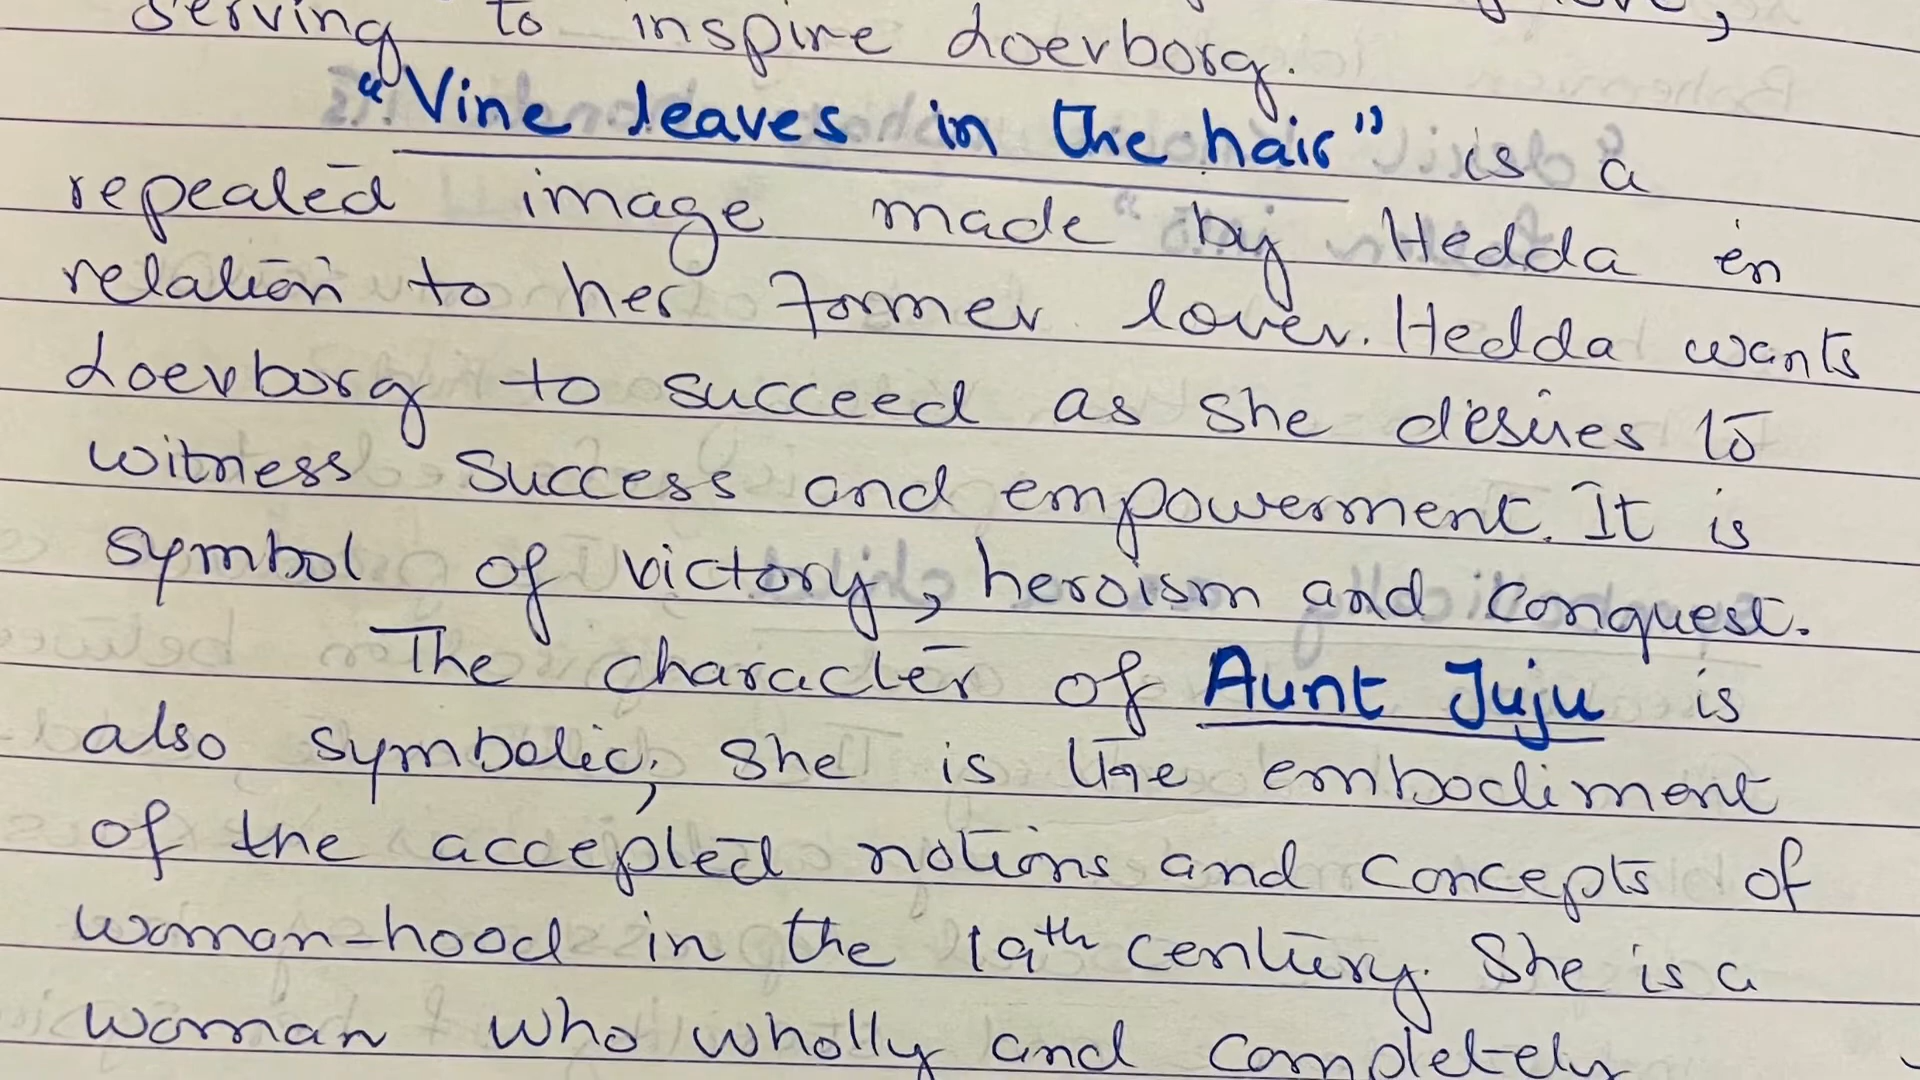 serving to inspire Loevborg.
"Vine leaves in the hair" is a
repeated image made by Hedda in
relation to her former lover. Hedda wants
Loevborg to succeed as she desires to
witness success and empowerment. It is
symbol of victory, heroism and conquest.
The character of Aunt Juju is
also symbolic, she is the embodiment
of the accepted notions and concepts of
woman-hood in the 19th century. She is a
woman who wholly and completely